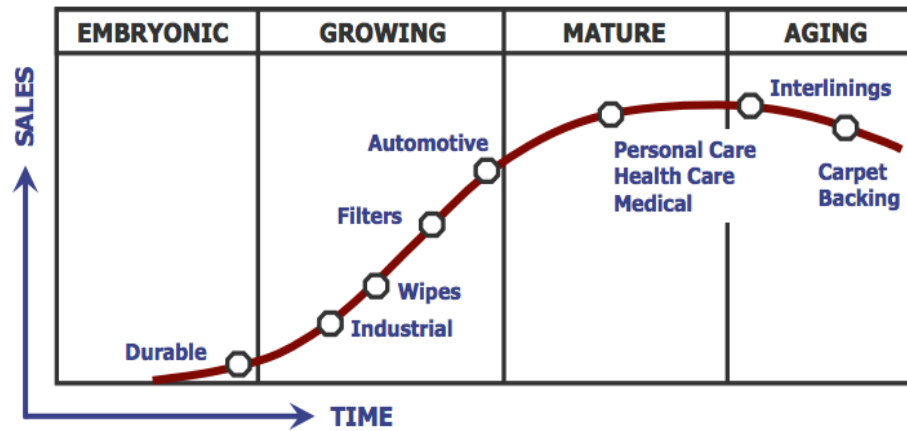 EMBRYONIC
GROWING
MATURE
AGING
SALES
Interlinings
Automotive
Personal Care
Health Care
Medical
Carpet
Backing
Filters
Wipes
Industrial
Durable
TIME